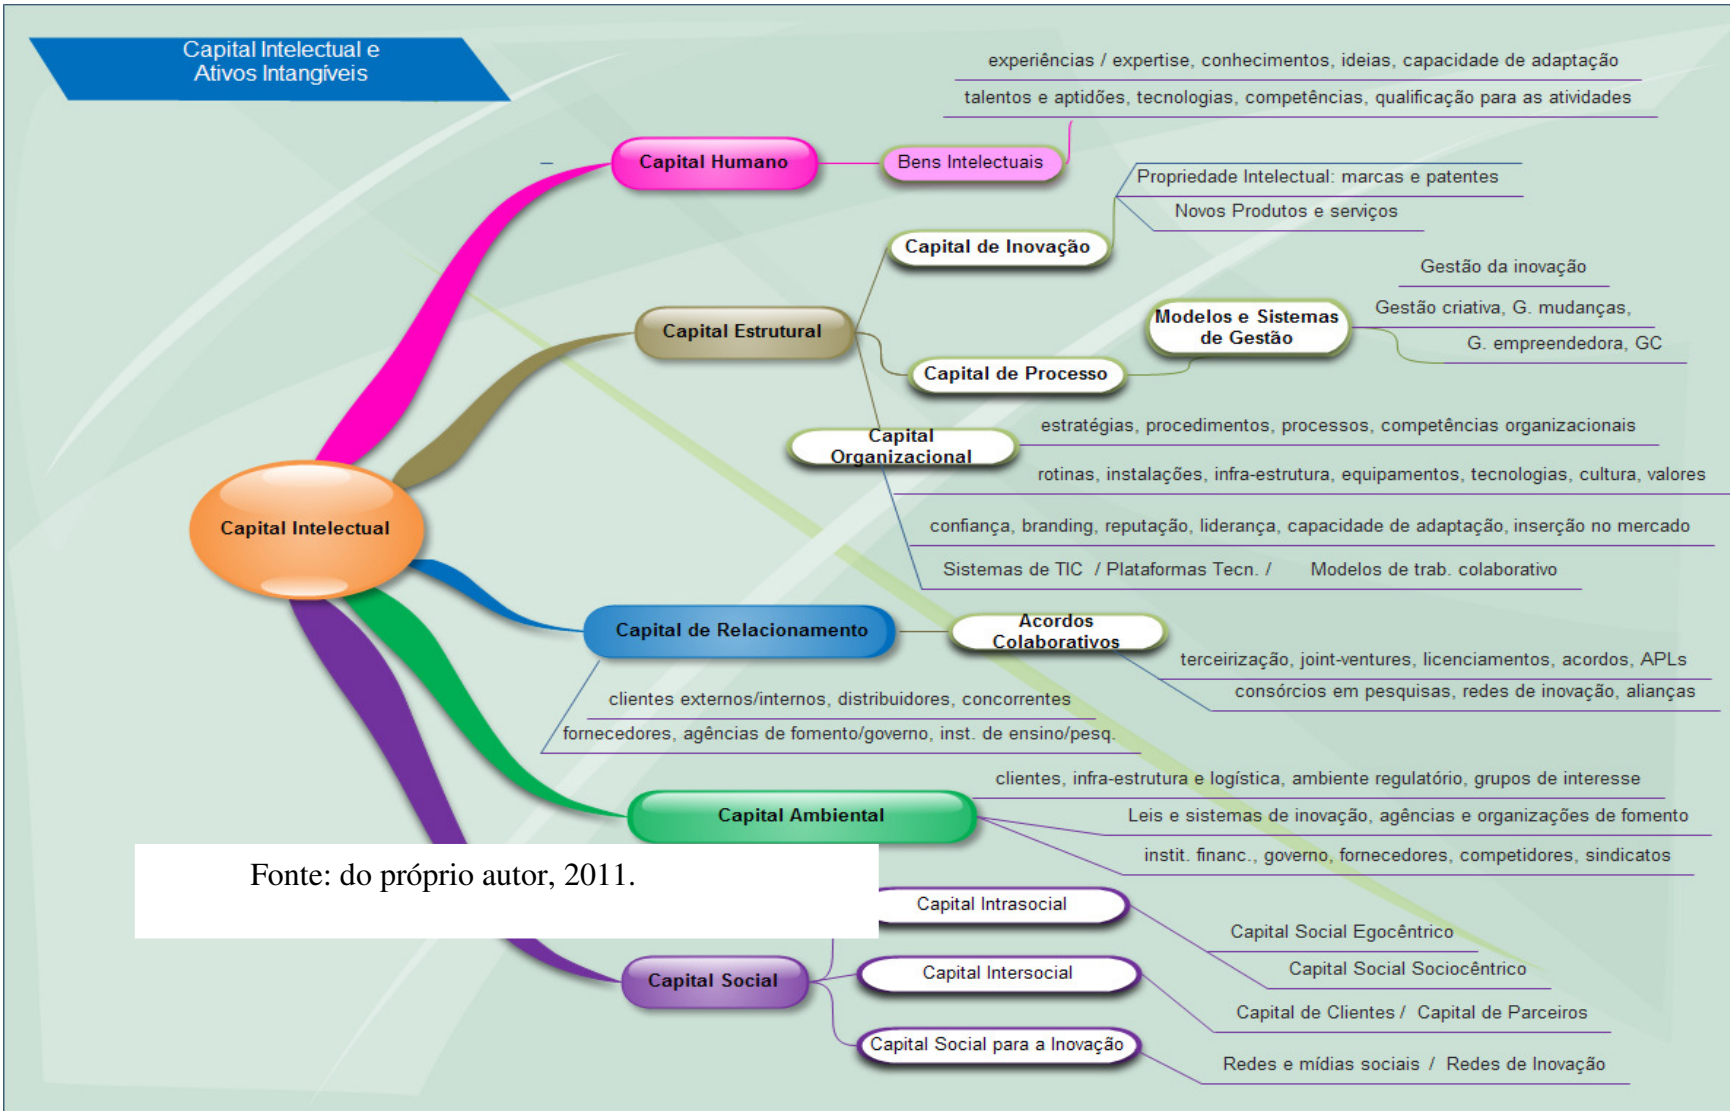 Capital Intelectual e
Ativos Intangíveis
experiências / expertise, conhecimentos, ideias, capacidade de adaptação
talentos e aptidões, tecnologias, competências, qualificação para as atividades
Capital Humano
Bens Intelectuais
Propriedade Intelectual: marcas e patentes
Novos Produtos e serviços
Capital de Inovação
Gestão da inovação
Capital Estrutural
Modelos e Sistemas
de Gestão
Gestão criativa, G. mudanças,
G. empreendedora, GC
Capital de Processo
Capital
Organizacional
estratégias, procedimentos, processos, competências organizacionais
rotinas, instalações, infra-estrutura, equipamentos, tecnologias, cultura, valores
confiança, branding, reputação, liderança, capacidade de adaptação, inserção no mercado
Sistemas de TIC / Plataformas Tecn. / Modelos de trab. colaborativo
Capital Intelectual
Capital de Relacionamento
Acordos
Colaborativos
terceirização, joint-ventures, licenciamentos, acordos, APLs
consórcios em pesquisas, redes de inovação, alianças
clientes externos/internos, distribuidores, concorrentes
fornecedores, agências de fomento/governo, inst. de ensino/pesq.
clientes, infra-estrutura e logística, ambiente regulatório, grupos de interesse
Capital Ambiental
Leis e sistemas de inovação, agências e organizações de fomento
instit. financ., governo, fornecedores, competidores, sindicatos
Fonte: do próprio autor, 2011.
Capital Intrasocial
Capital Social Egocêntrico
Capital Social Sociocêntrico
Capital Social
Capital Intersocial
Capital de Clientes / Capital de Parceiros
Capital Social para a Inovação
Redes e mídias sociais / Redes de Inovação